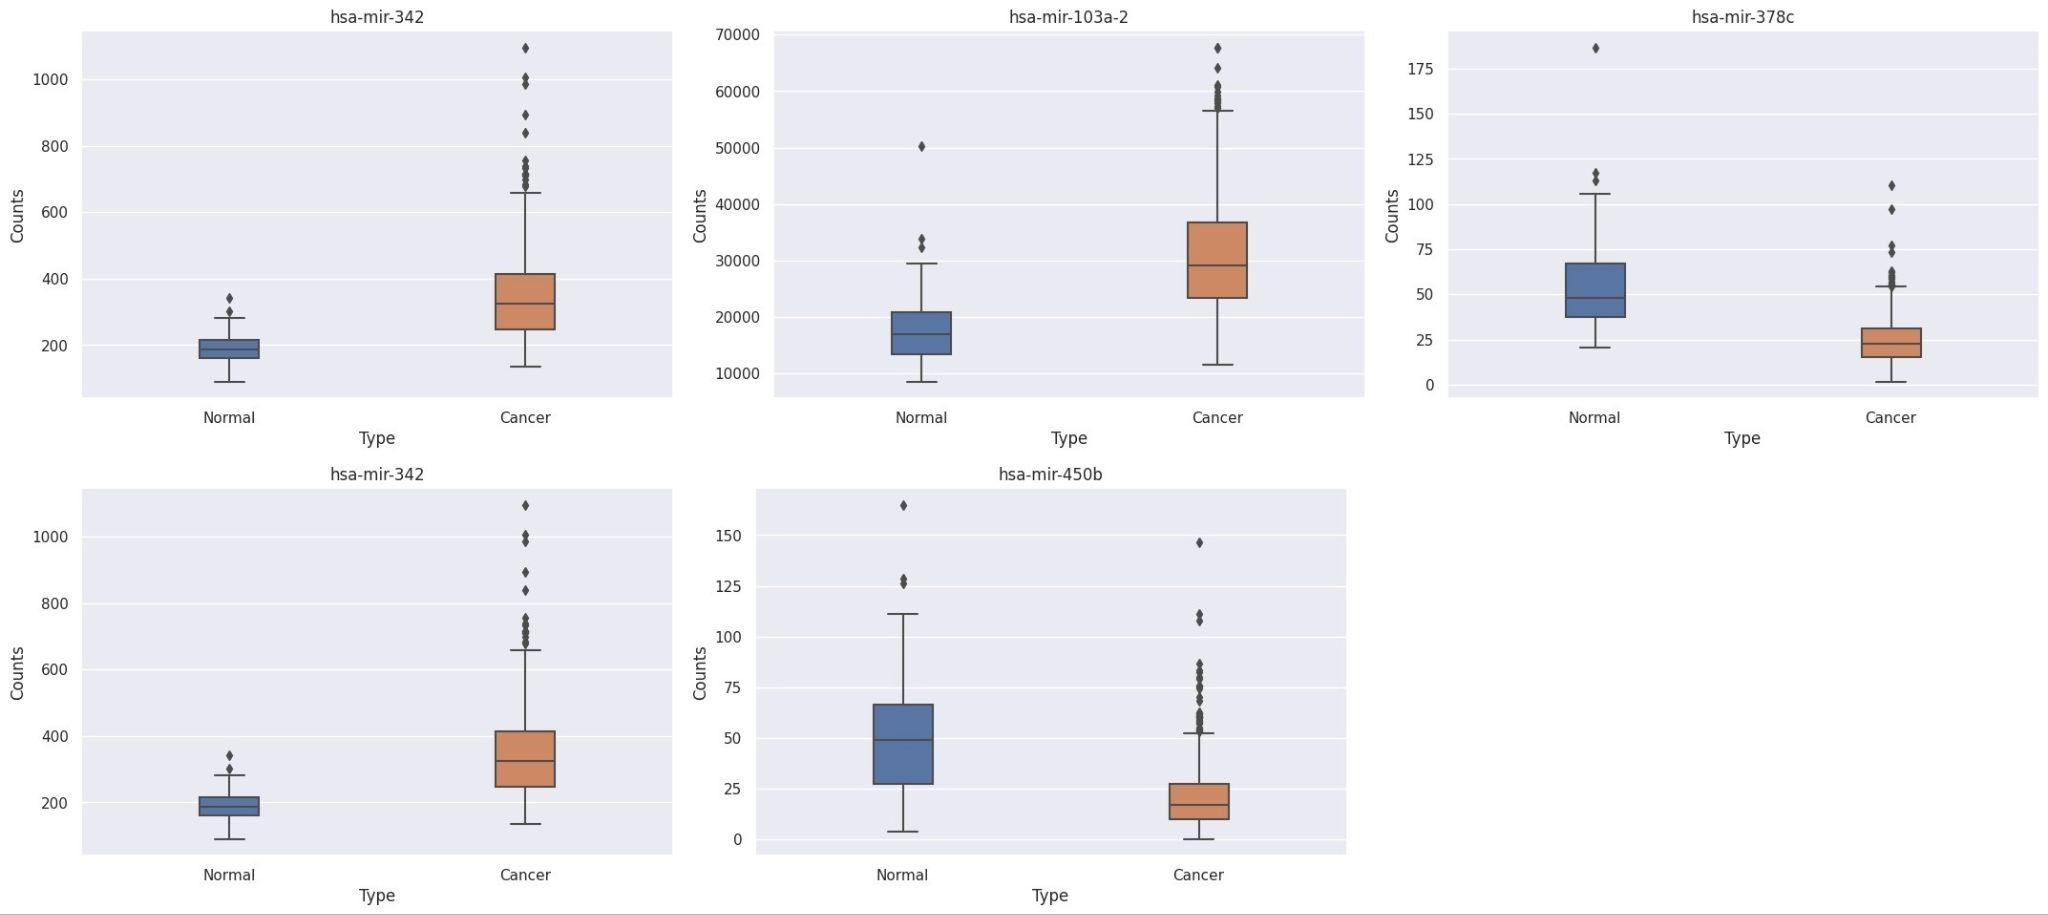 hsa-mir-342
1000
800
600
400
200
Counts
Normal
Cancer
Type
hsa-mir-103a-2
70000
60000
50000
40000
30000
20000
10000
Counts
Normal
Cancer
Type
hsa-mir-378c
175
150
125
100
75
50
25
0
Counts
Normal
Cancer
Type
hsa-mir-342
1000
800
600
400
200
Counts
Normal
Cancer
Type
hsa-mir-450b
150
125
100
75
50
25
0
Counts
Normal
Cancer
Type